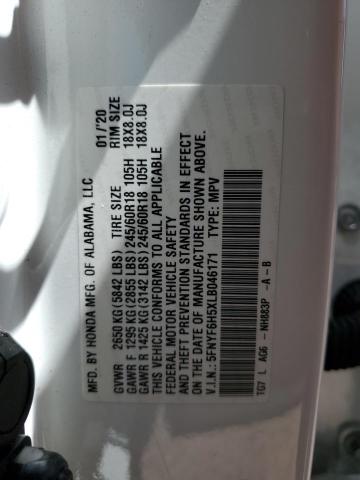 MFD. BY HONDA MFG. OF ALABAMA, LLC 01/'20
GVWR 2650 KG(5842 LBS) TIRE SIZE RIM SIZE
GAWR F 1295 KG(2855 LBS)245/60R18 105H 18X8.0J
GAWR R 1425 KG(3142 LBS)245/60R18 105H 18X8.0J
THIS VEHICLE CONFORMS TO ALL APPLICABLE
FEDERAL MOTOR VEHICLE SAFETY
AND THEFT PREVENTION STANDARDS IN EFFECT
ON THE DATE OF MANUFACTURE SHOWN ABOVE.
V.I.N.: 5FNYF6H5XLB046171 TYPE: MPV
TG7 L AG6 -NH883P -A -B